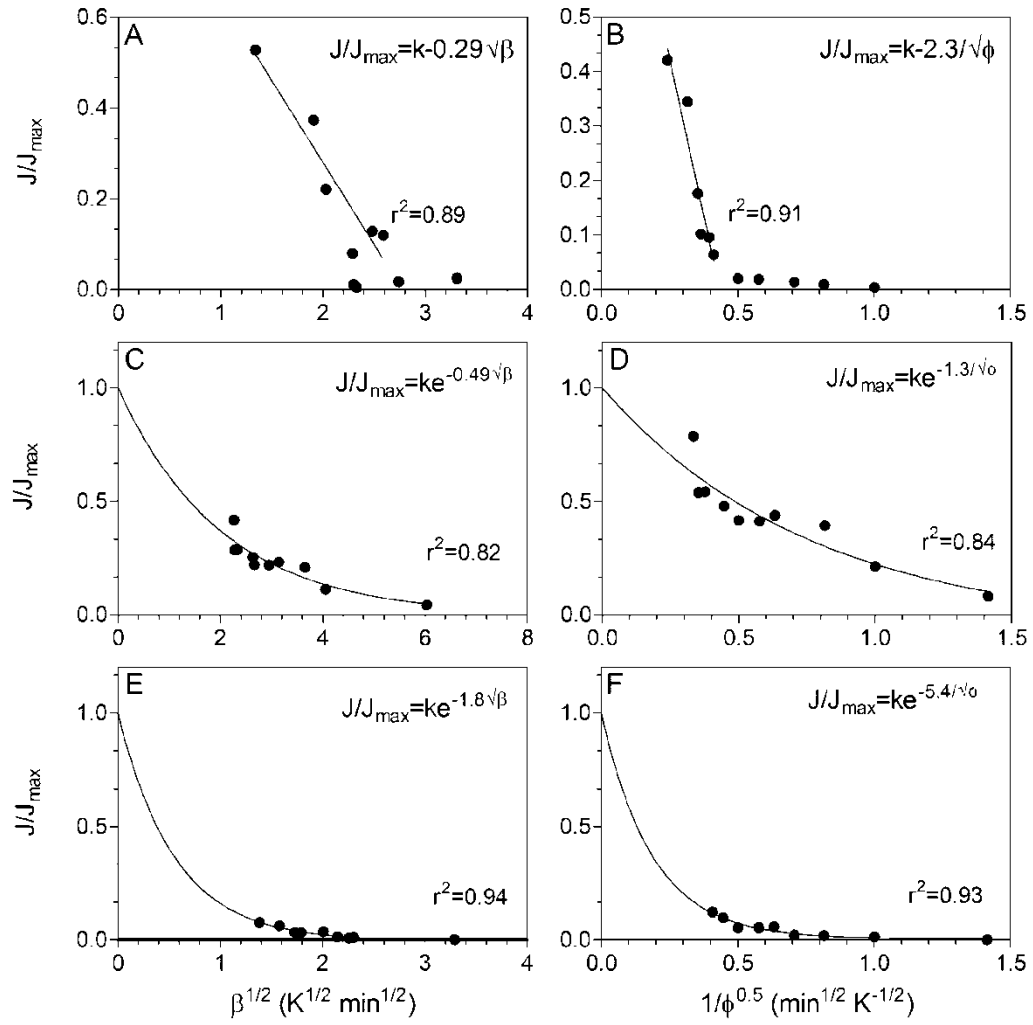 A
J/Jmax=k-0.29√β
r²=0.89
J/Jmax
0.6
0.4
0.2
0.0
0 1 2 3 4
B
J/Jmax=k-2.3/√ϕ
r²=0.91
0.5
0.4
0.3
0.2
0.1
0.0
0.0 0.5 1.0 1.5
C
J/Jmax=ke^-0.49√β
r²=0.82
J/Jmax
1.0
0.5
0.0
0 2 4 6 8
D
J/Jmax=ke^-1.3/√o
r²=0.84
1.0
0.5
0.0
0.0 0.5 1.0 1.5
E
J/Jmax=ke^-1.8√β
r²=0.94
J/Jmax
1.0
0.5
0.0
0 1 2 3 4
β^1/2 (K^1/2 min^1/2)
F
J/Jmax=ke^-5.4/√o
r²=0.93
1.0
0.5
0.0
0.0 0.5 1.0 1.5
1/ϕ^0.5 (min^1/2 K^-1/2)